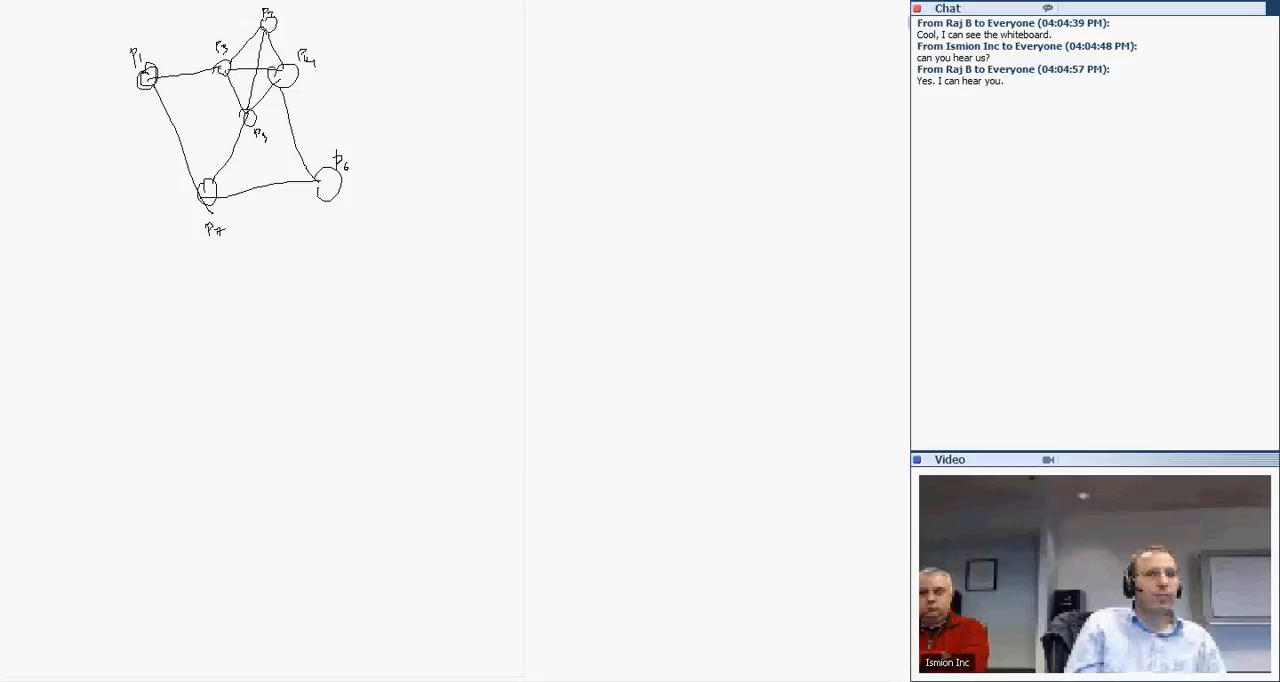 P2
P3
P4
P1
P5
P6
P7
Chat
From Raj B to Everyone (04:04:39 PM):
Cool, I can see the whiteboard.
From Ismion Inc to Everyone (04:04:48 PM):
can you hear us?
From Raj B to Everyone (04:04:57 PM):
Yes. I can hear you.
Video
Ismion Inc